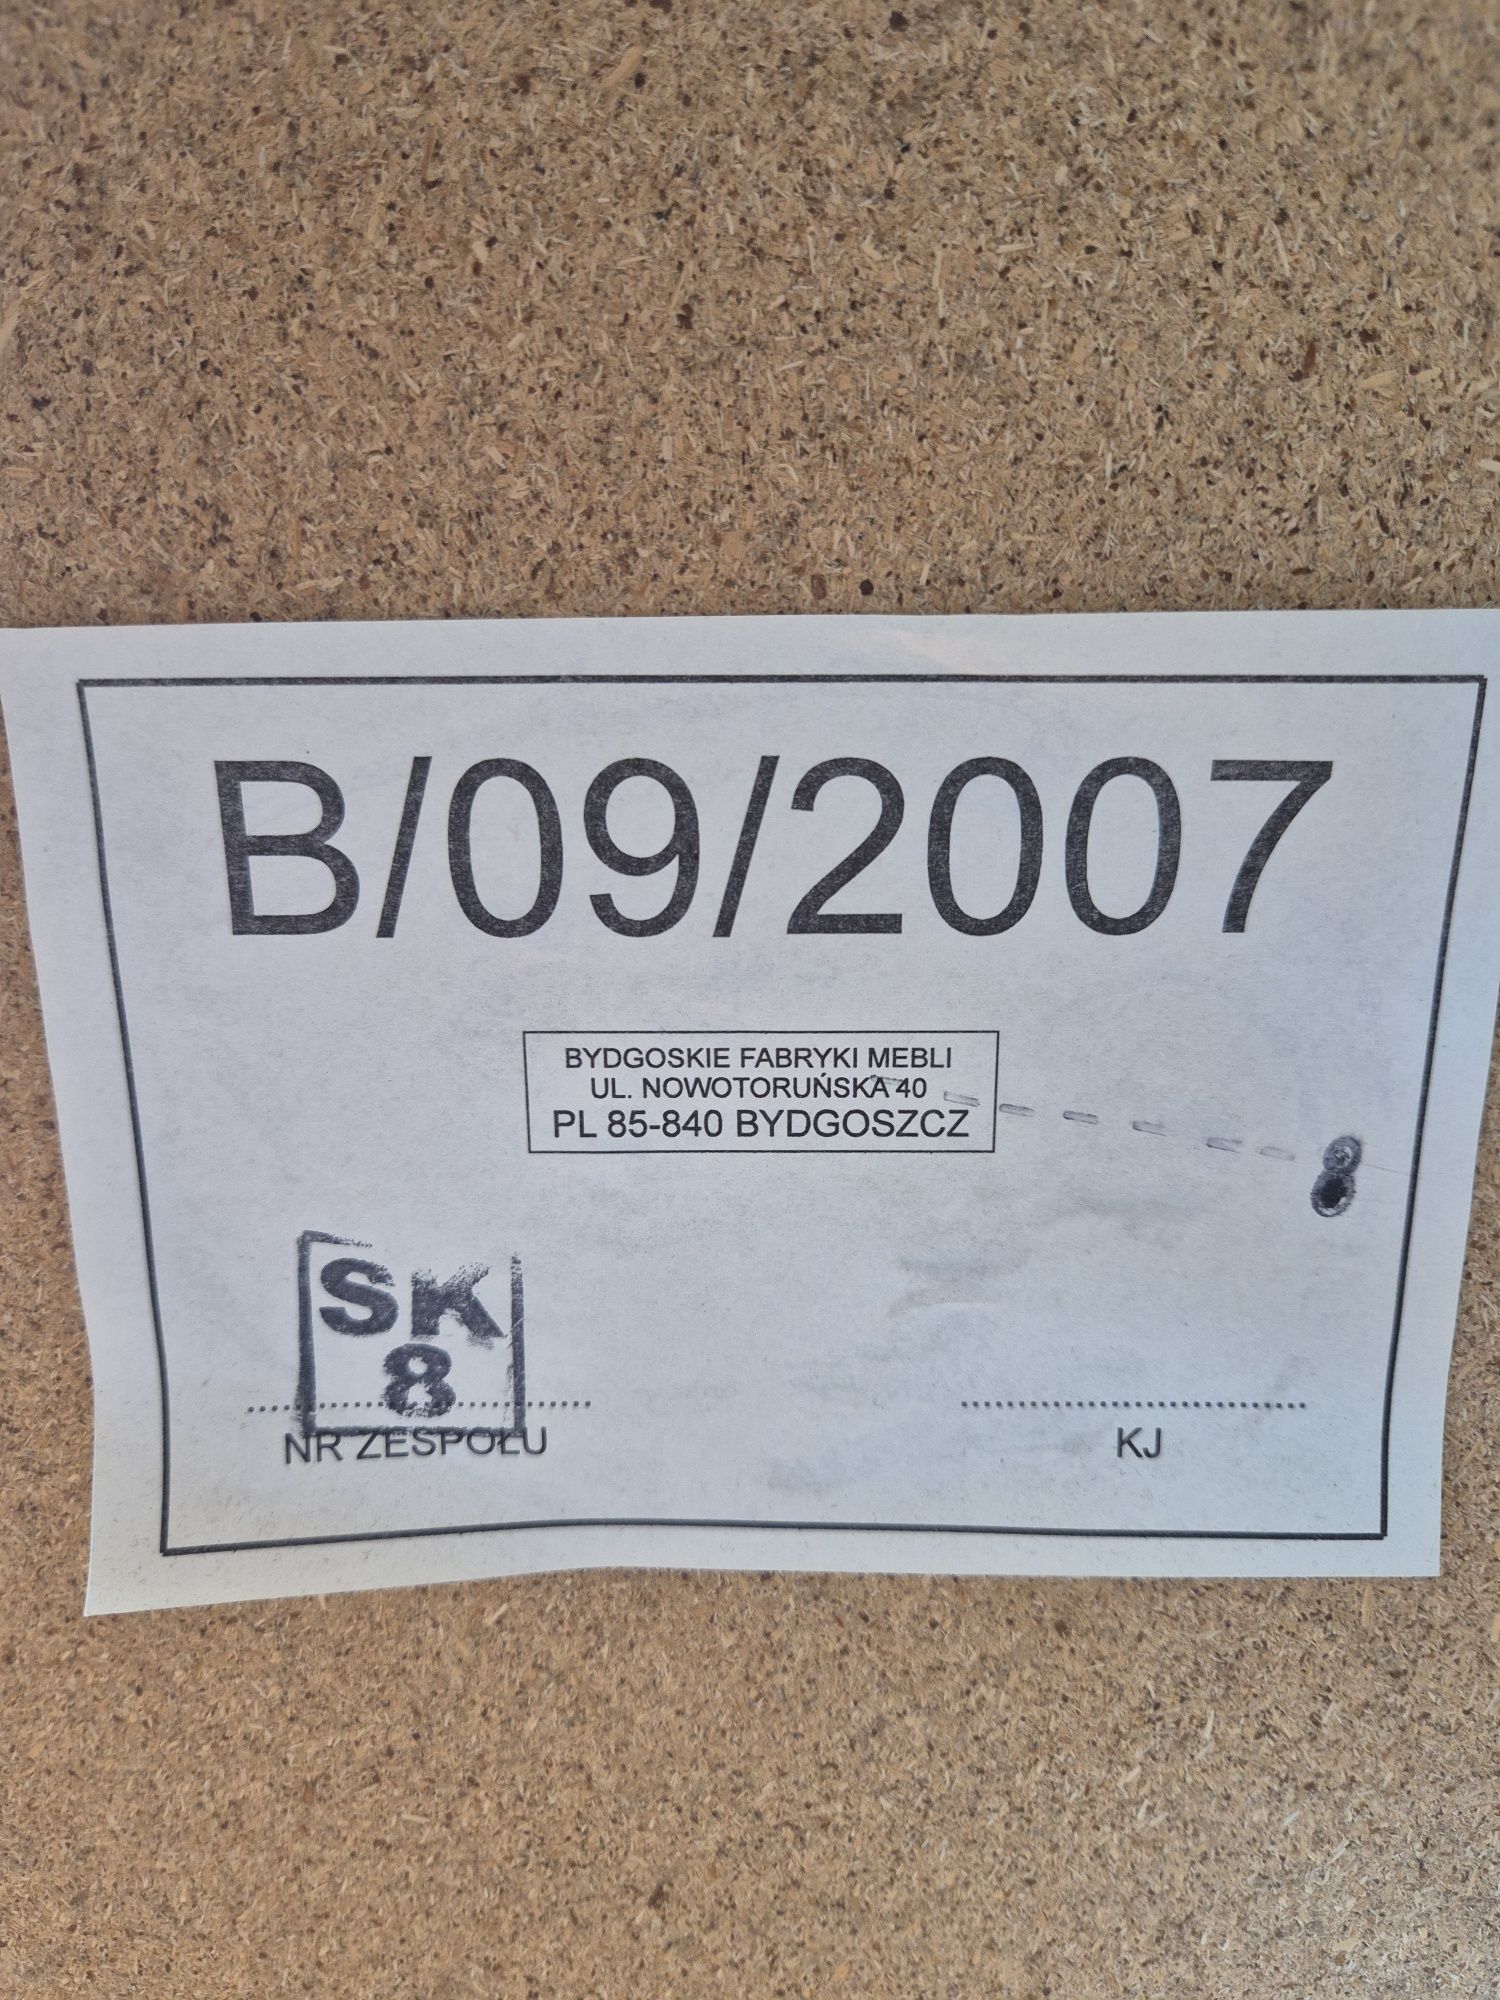 B/09/2007
BYDGOSKIE FABRYKI MEBLI
UL. NOWOTORUŃSKA 40
PL 85-840 BYDGOSZCZ
SK
8
NR ZESPOŁU
KJ